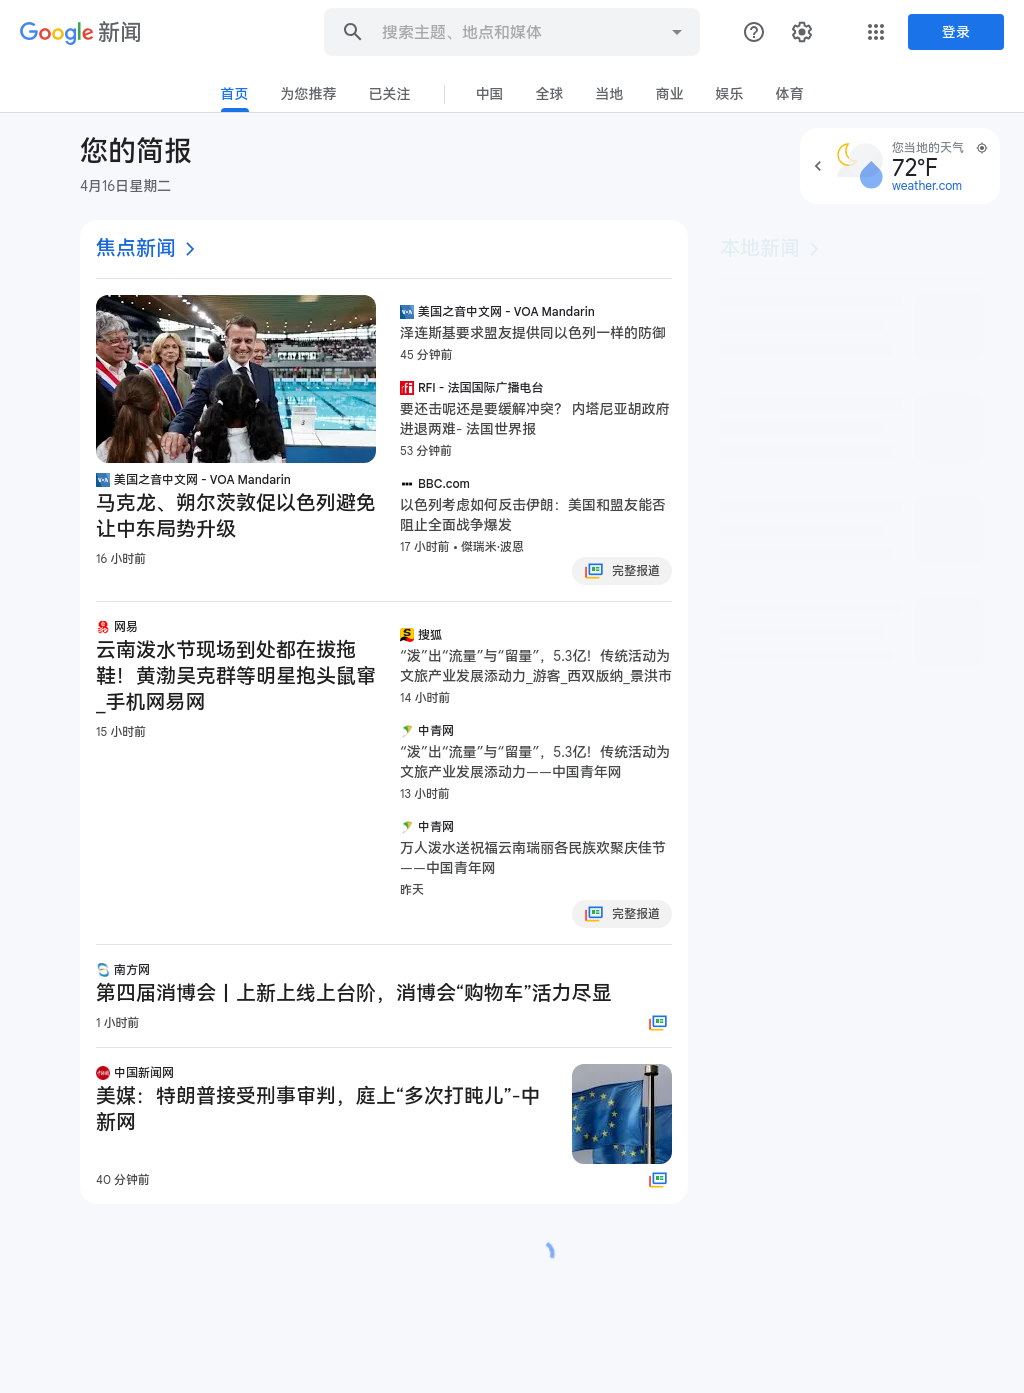 Google 新闻
搜索主题、地点和媒体
登录
首页
为您推荐
已关注
中国
全球
当地
商业
娱乐
体育
您的简报
4月16日星期二
您当地的天气
72°F
weather.com
焦点新闻
本地新闻
美国之音中文网 - VOA Mandarin
马克龙、朔尔茨敦促以色列避免
让中东局势升级
16 小时前
美国之音中文网 - VOA Mandarin
泽连斯基要求盟友提供同以色列一样的防御
45 分钟前
RFI - 法国国际广播电台
要还击呢还是要缓解冲突？ 内塔尼亚胡政府
进退两难- 法国世界报
53 分钟前
BBC.com
以色列考虑如何反击伊朗：美国和盟友能否
阻止全面战争爆发
17 小时前 • 傑瑞米·波恩
完整报道
网易
云南泼水节现场到处都在拔拖
鞋！黄渤吴克群等明星抱头鼠窜
_手机网易网
15 小时前
搜狐
“泼”出“流量”与“留量”，5.3亿！传统活动为
文旅产业发展添动力_游客_西双版纳_景洪市
14 小时前
中青网
“泼”出“流量”与“留量”，5.3亿！传统活动为
文旅产业发展添动力——中国青年网
13 小时前
中青网
万人泼水送祝福云南瑞丽各民族欢聚庆佳节
——中国青年网
昨天
完整报道
南方网
第四届消博会丨上新上线上台阶，消博会“购物车”活力尽显
1 小时前
中国新闻网
美媒：特朗普接受刑事审判，庭上“多次打盹儿”-中
新网
40 分钟前